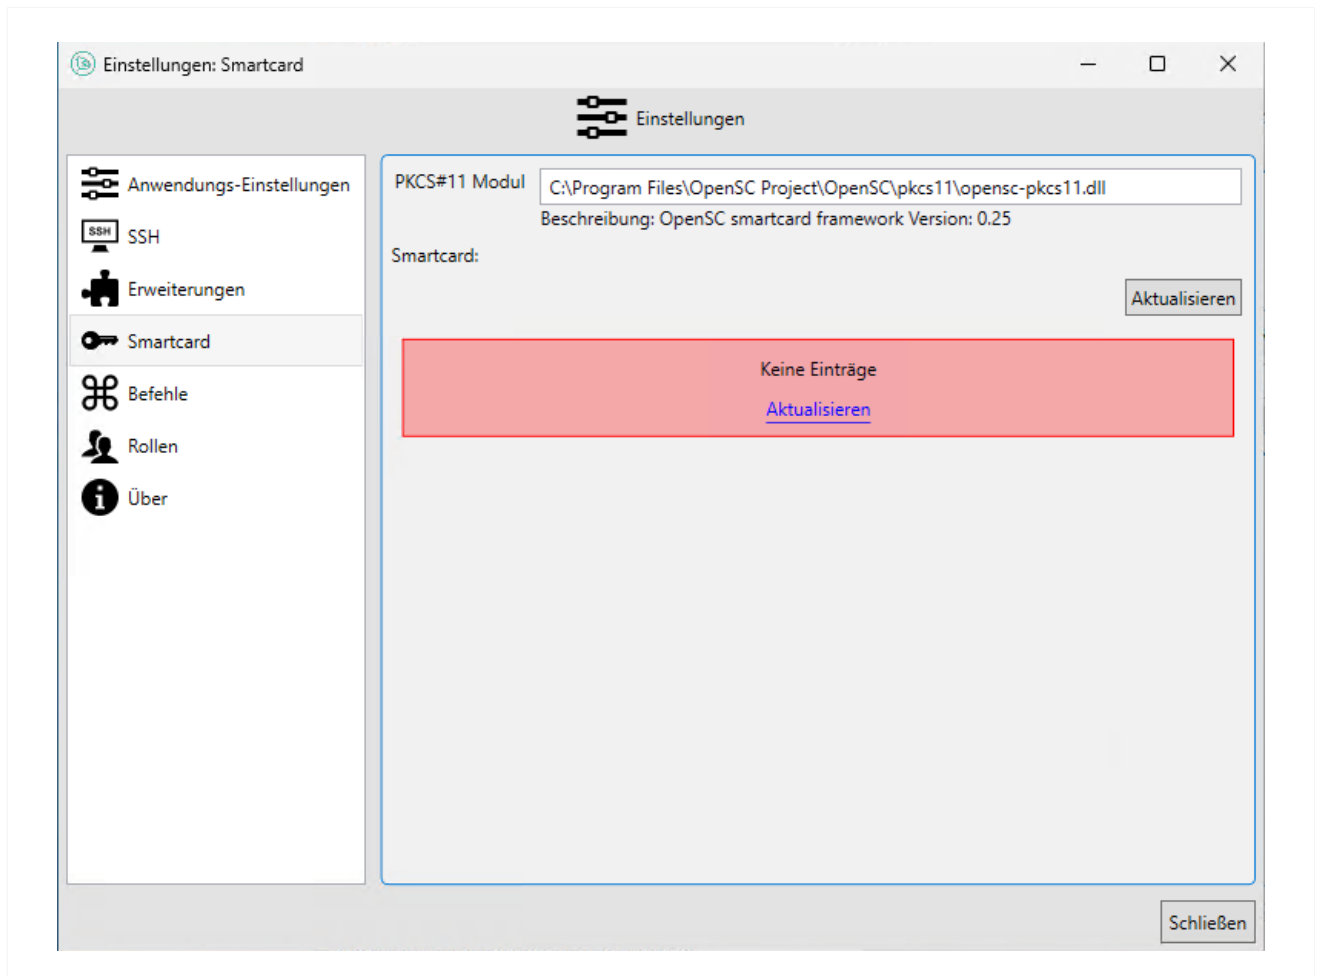 Einstellungen: Smartcard
Einstellungen
Anwendungs-Einstellungen
SSH
SSH
Erweiterungen
Smartcard
Befehle
Rollen
Über
PKCS#11 Modul
C:\Program Files\OpenSC Project\OpenSC\pkcs11\opensc-pkcs11.dll
Beschreibung: OpenSC smartcard framework Version: 0.25
Smartcard:
Aktualisieren
Keine Einträge
Aktualisieren
Schließen